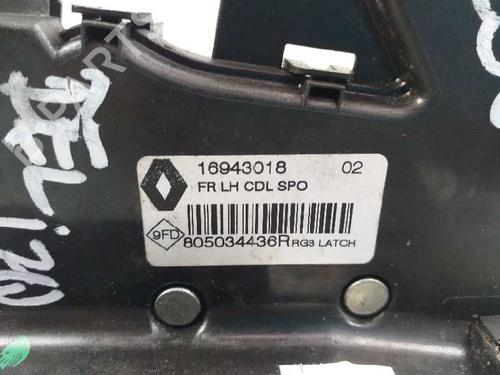 16943018 02
FR LH CDL SPO
9FD
805034436R RG3 LATCH